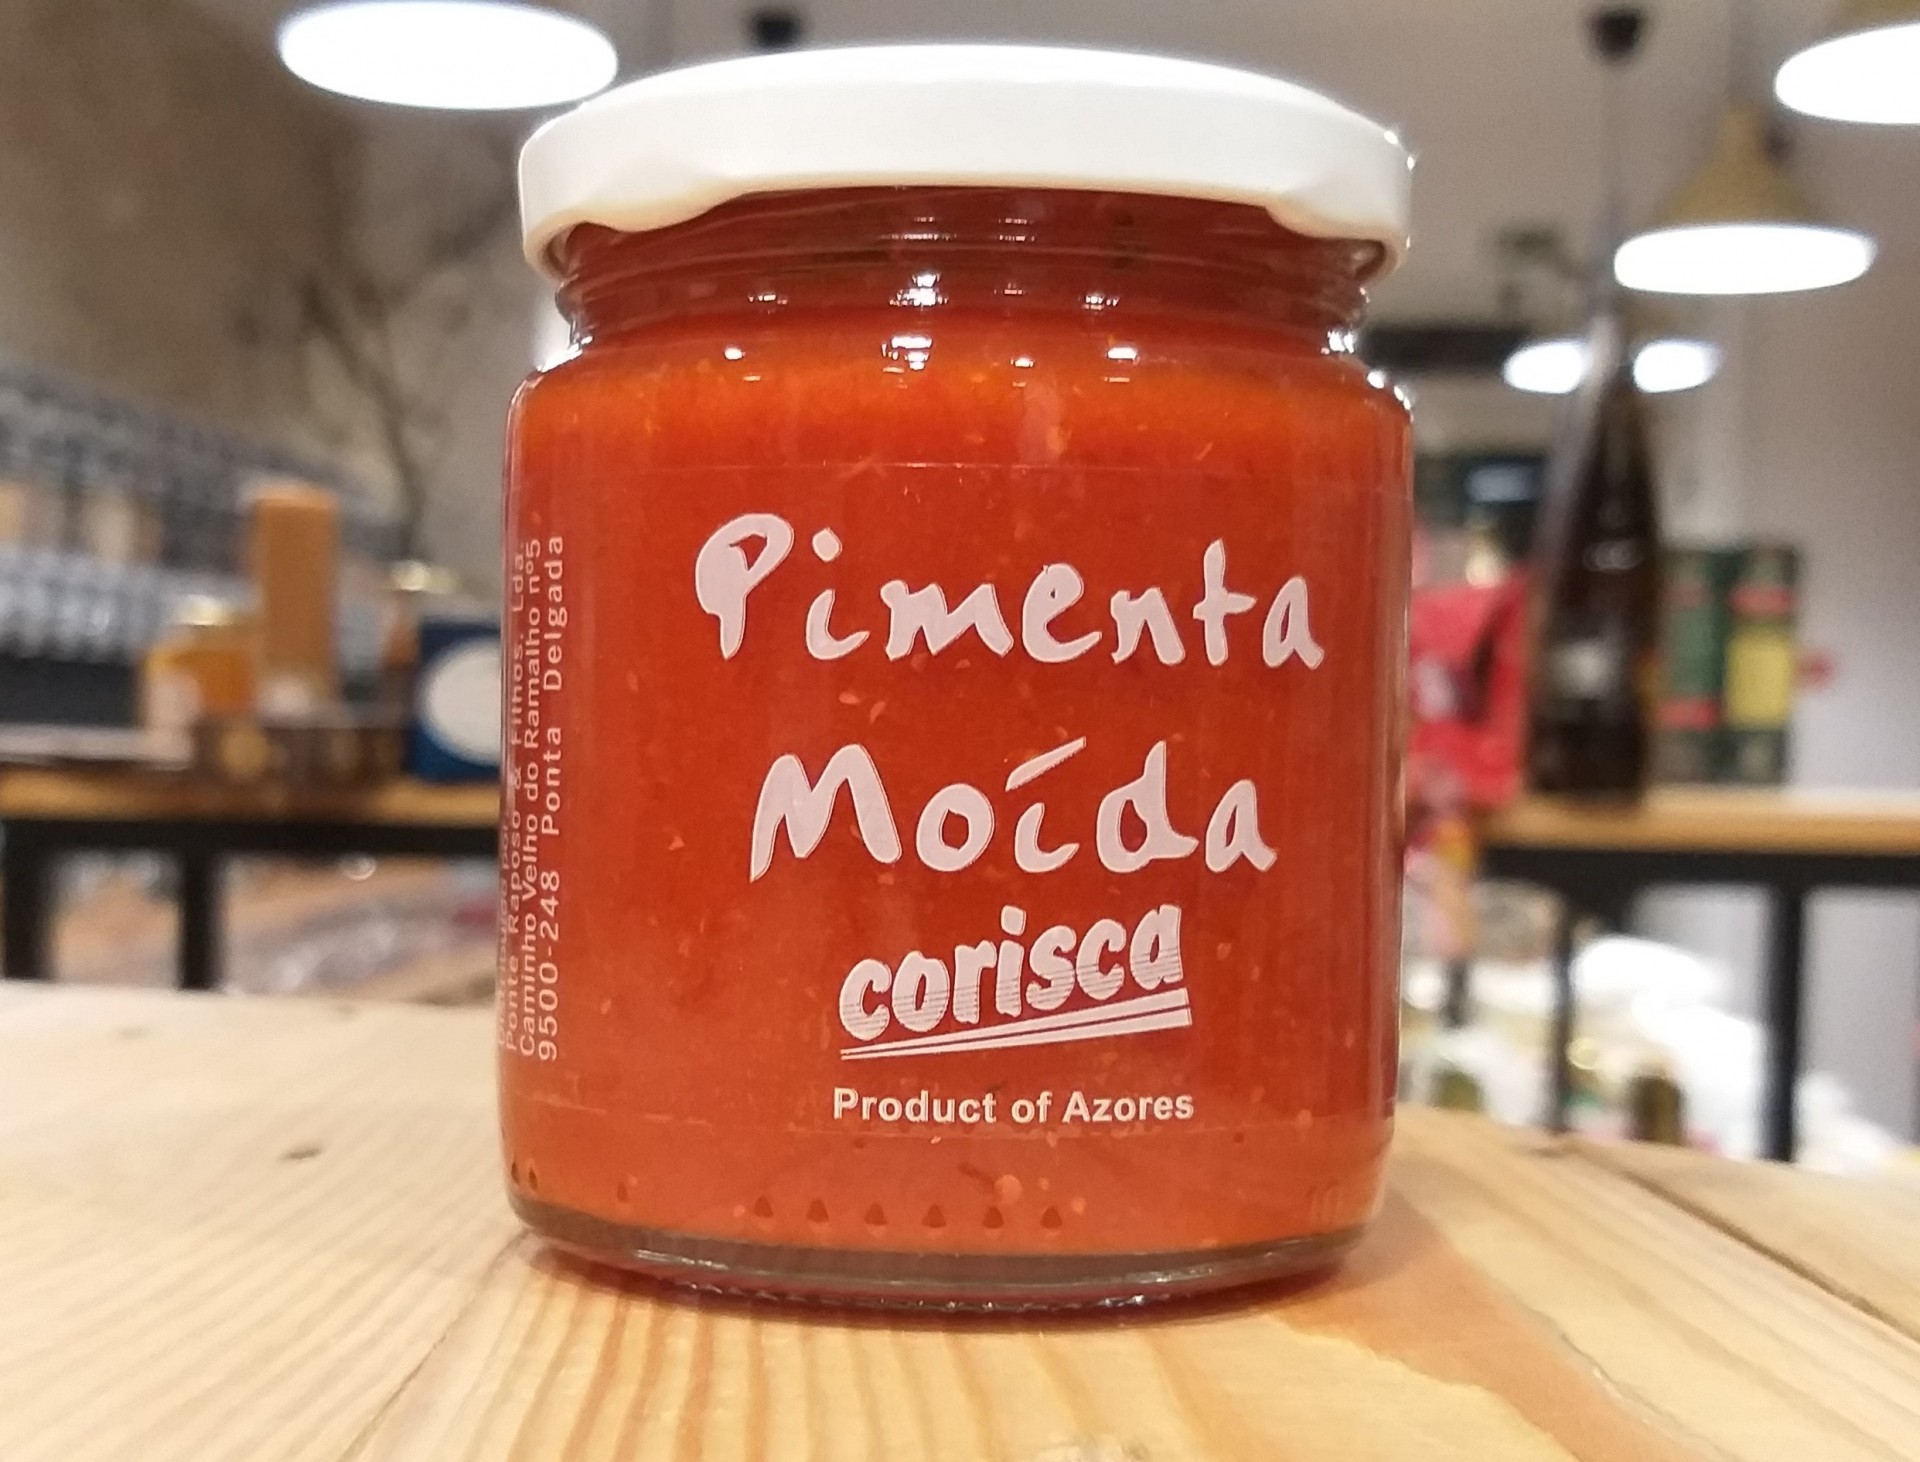 Pimenta
Moída
corisca
Product of Azores
Ponte Raposo & Filhos, Lda.
Caminho Velho do Ramalho nº5
9500-248 Ponta Delgada